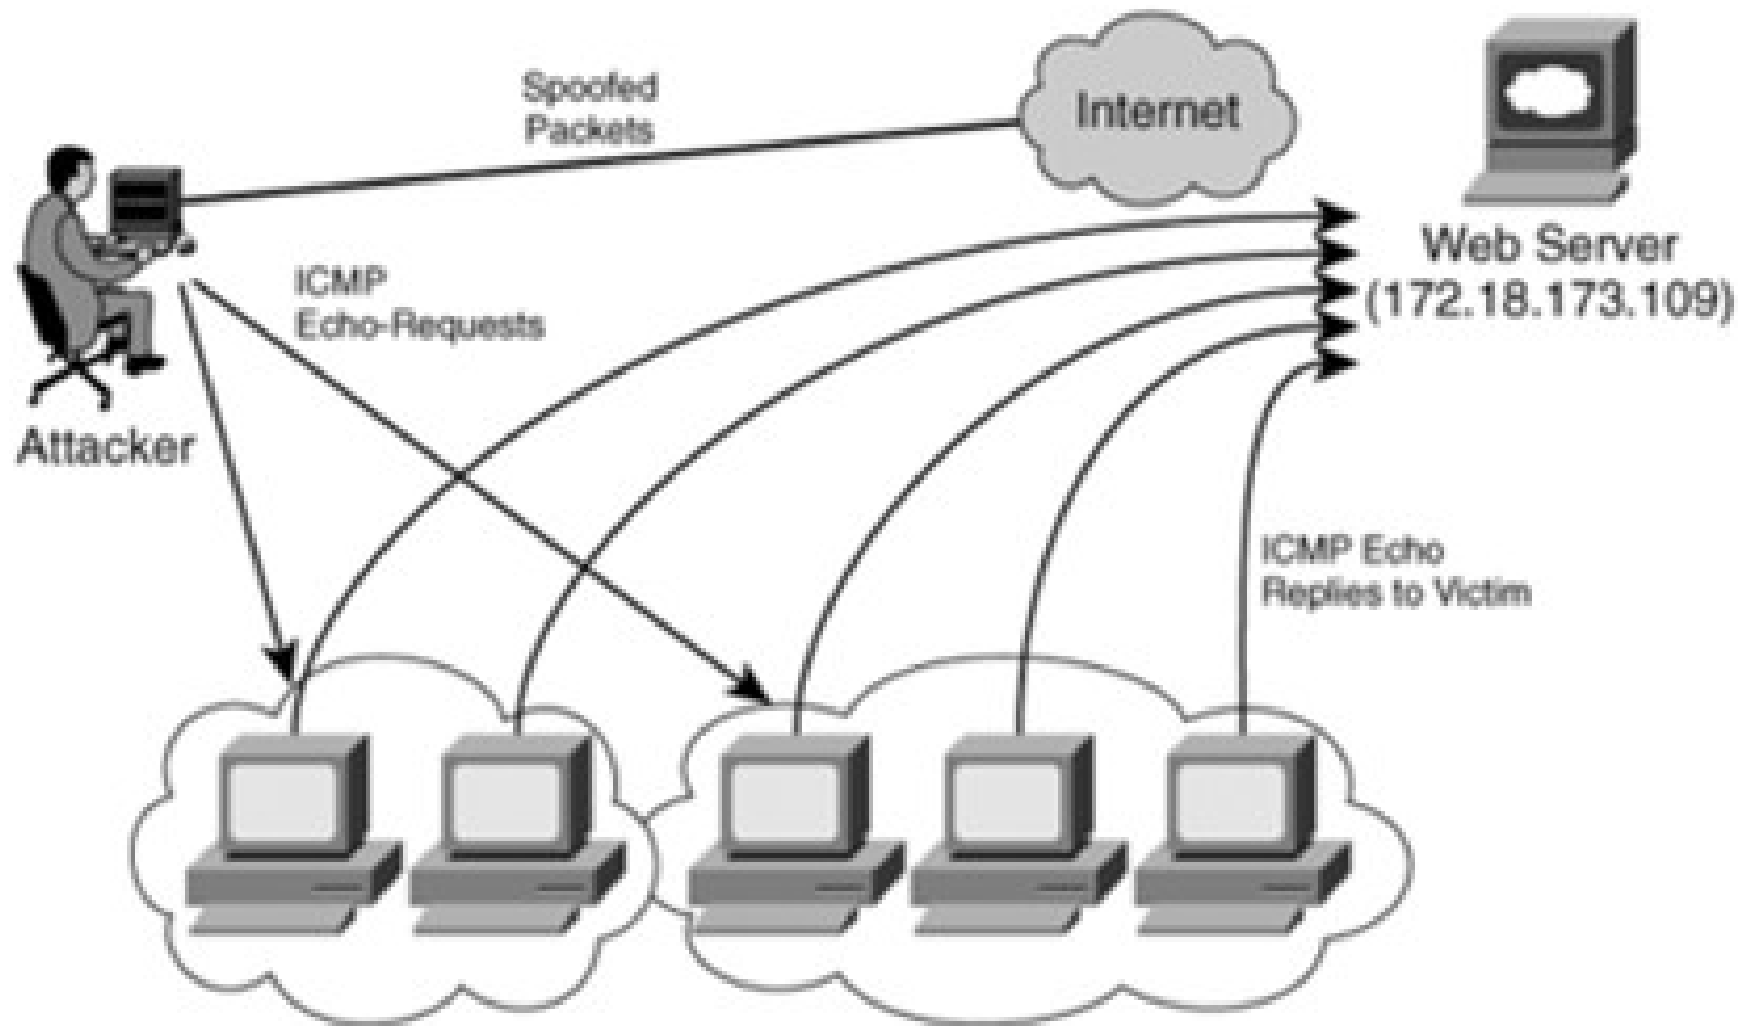 Spoofed
Packets
Internet
Web Server
(172.18.173.109)
ICMP
Echo-Requests
Attacker
ICMP Echo
Replies to Victim